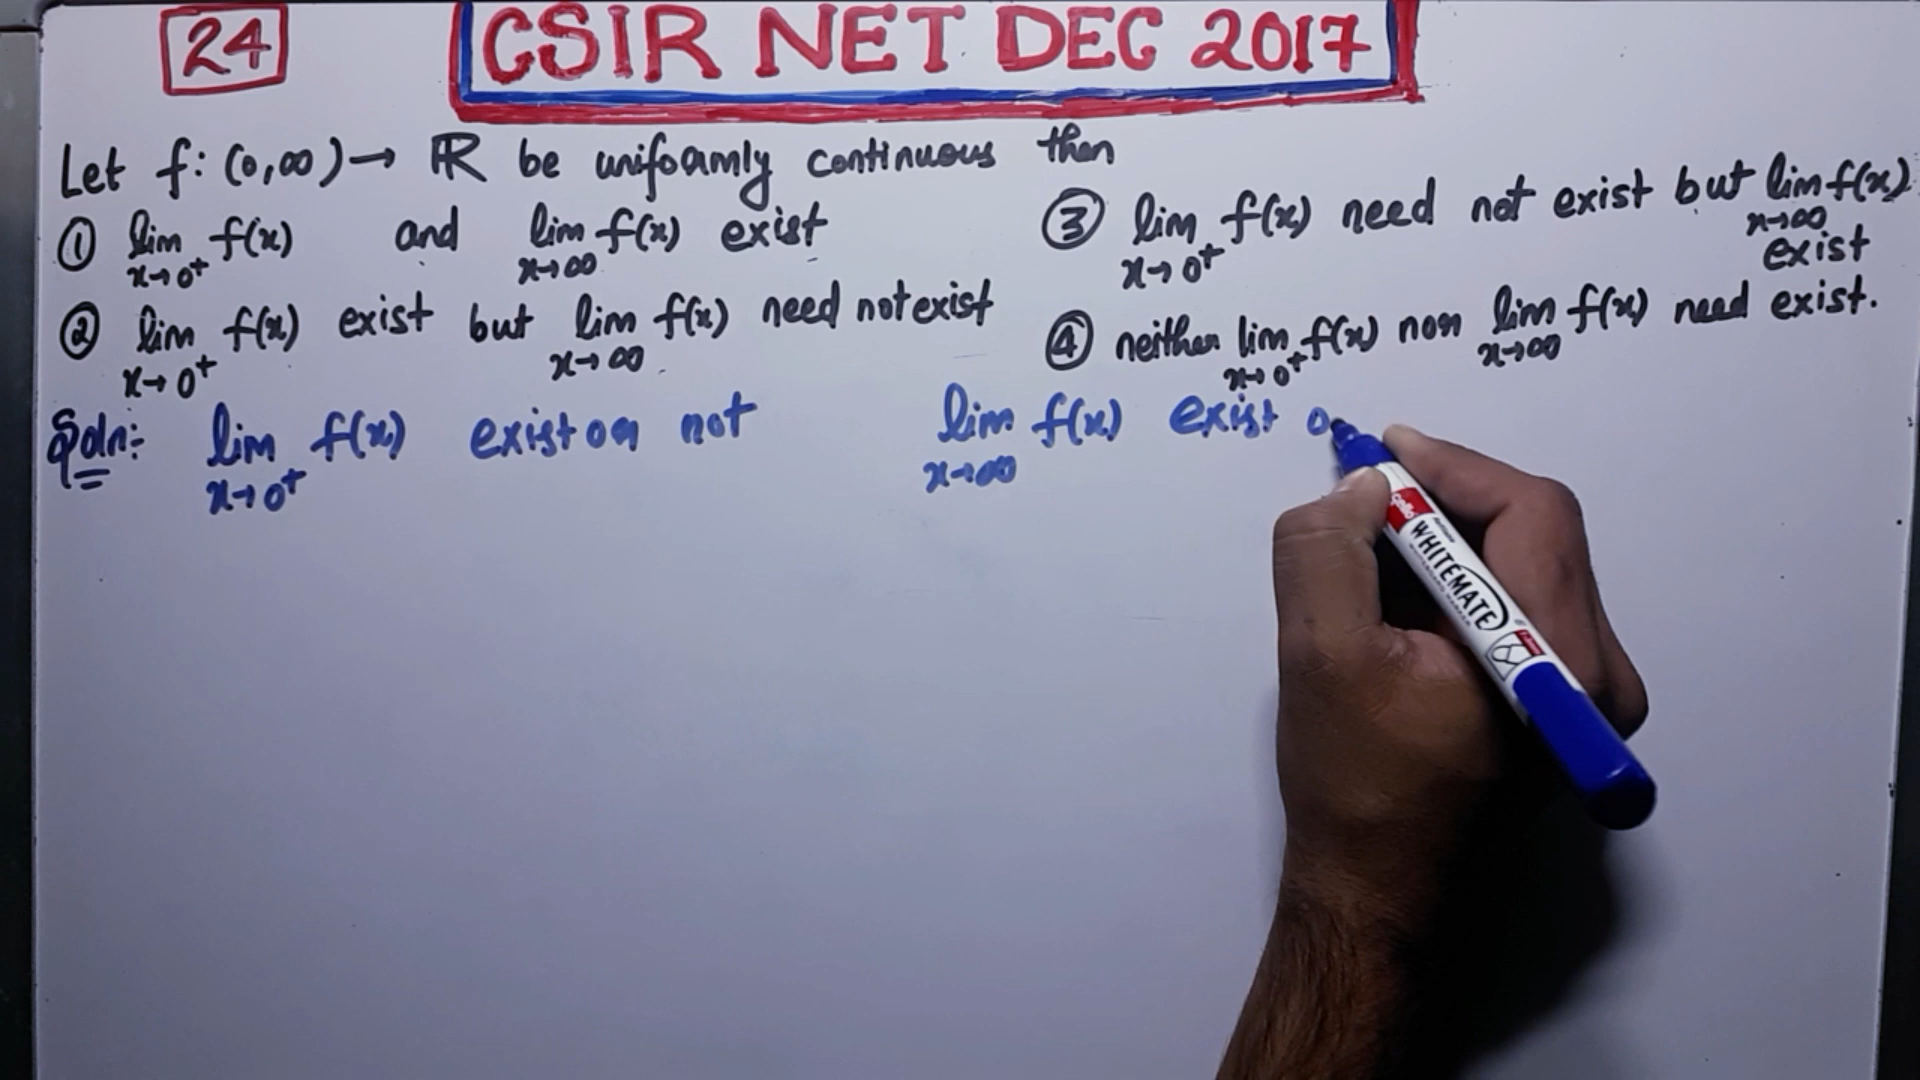 24
CSIR NET DEC 2017
Let f: (0,∞) → ℝ be uniformly continuous then
① lim f(x) and lim f(x) exist
x→0⁺ x→∞
② lim f(x) exist but lim f(x) need not exist
x→0⁺ x→∞
③ lim f(x) need not exist but lim f(x)
x→0⁺ x→∞
exist
④ neither lim f(x) nor lim f(x) need exist.
x→0⁺ x→∞
Soln:- lim f(x) exist or not lim f(x) exist o
x→0⁺ x→∞
cello
WHITEMATE